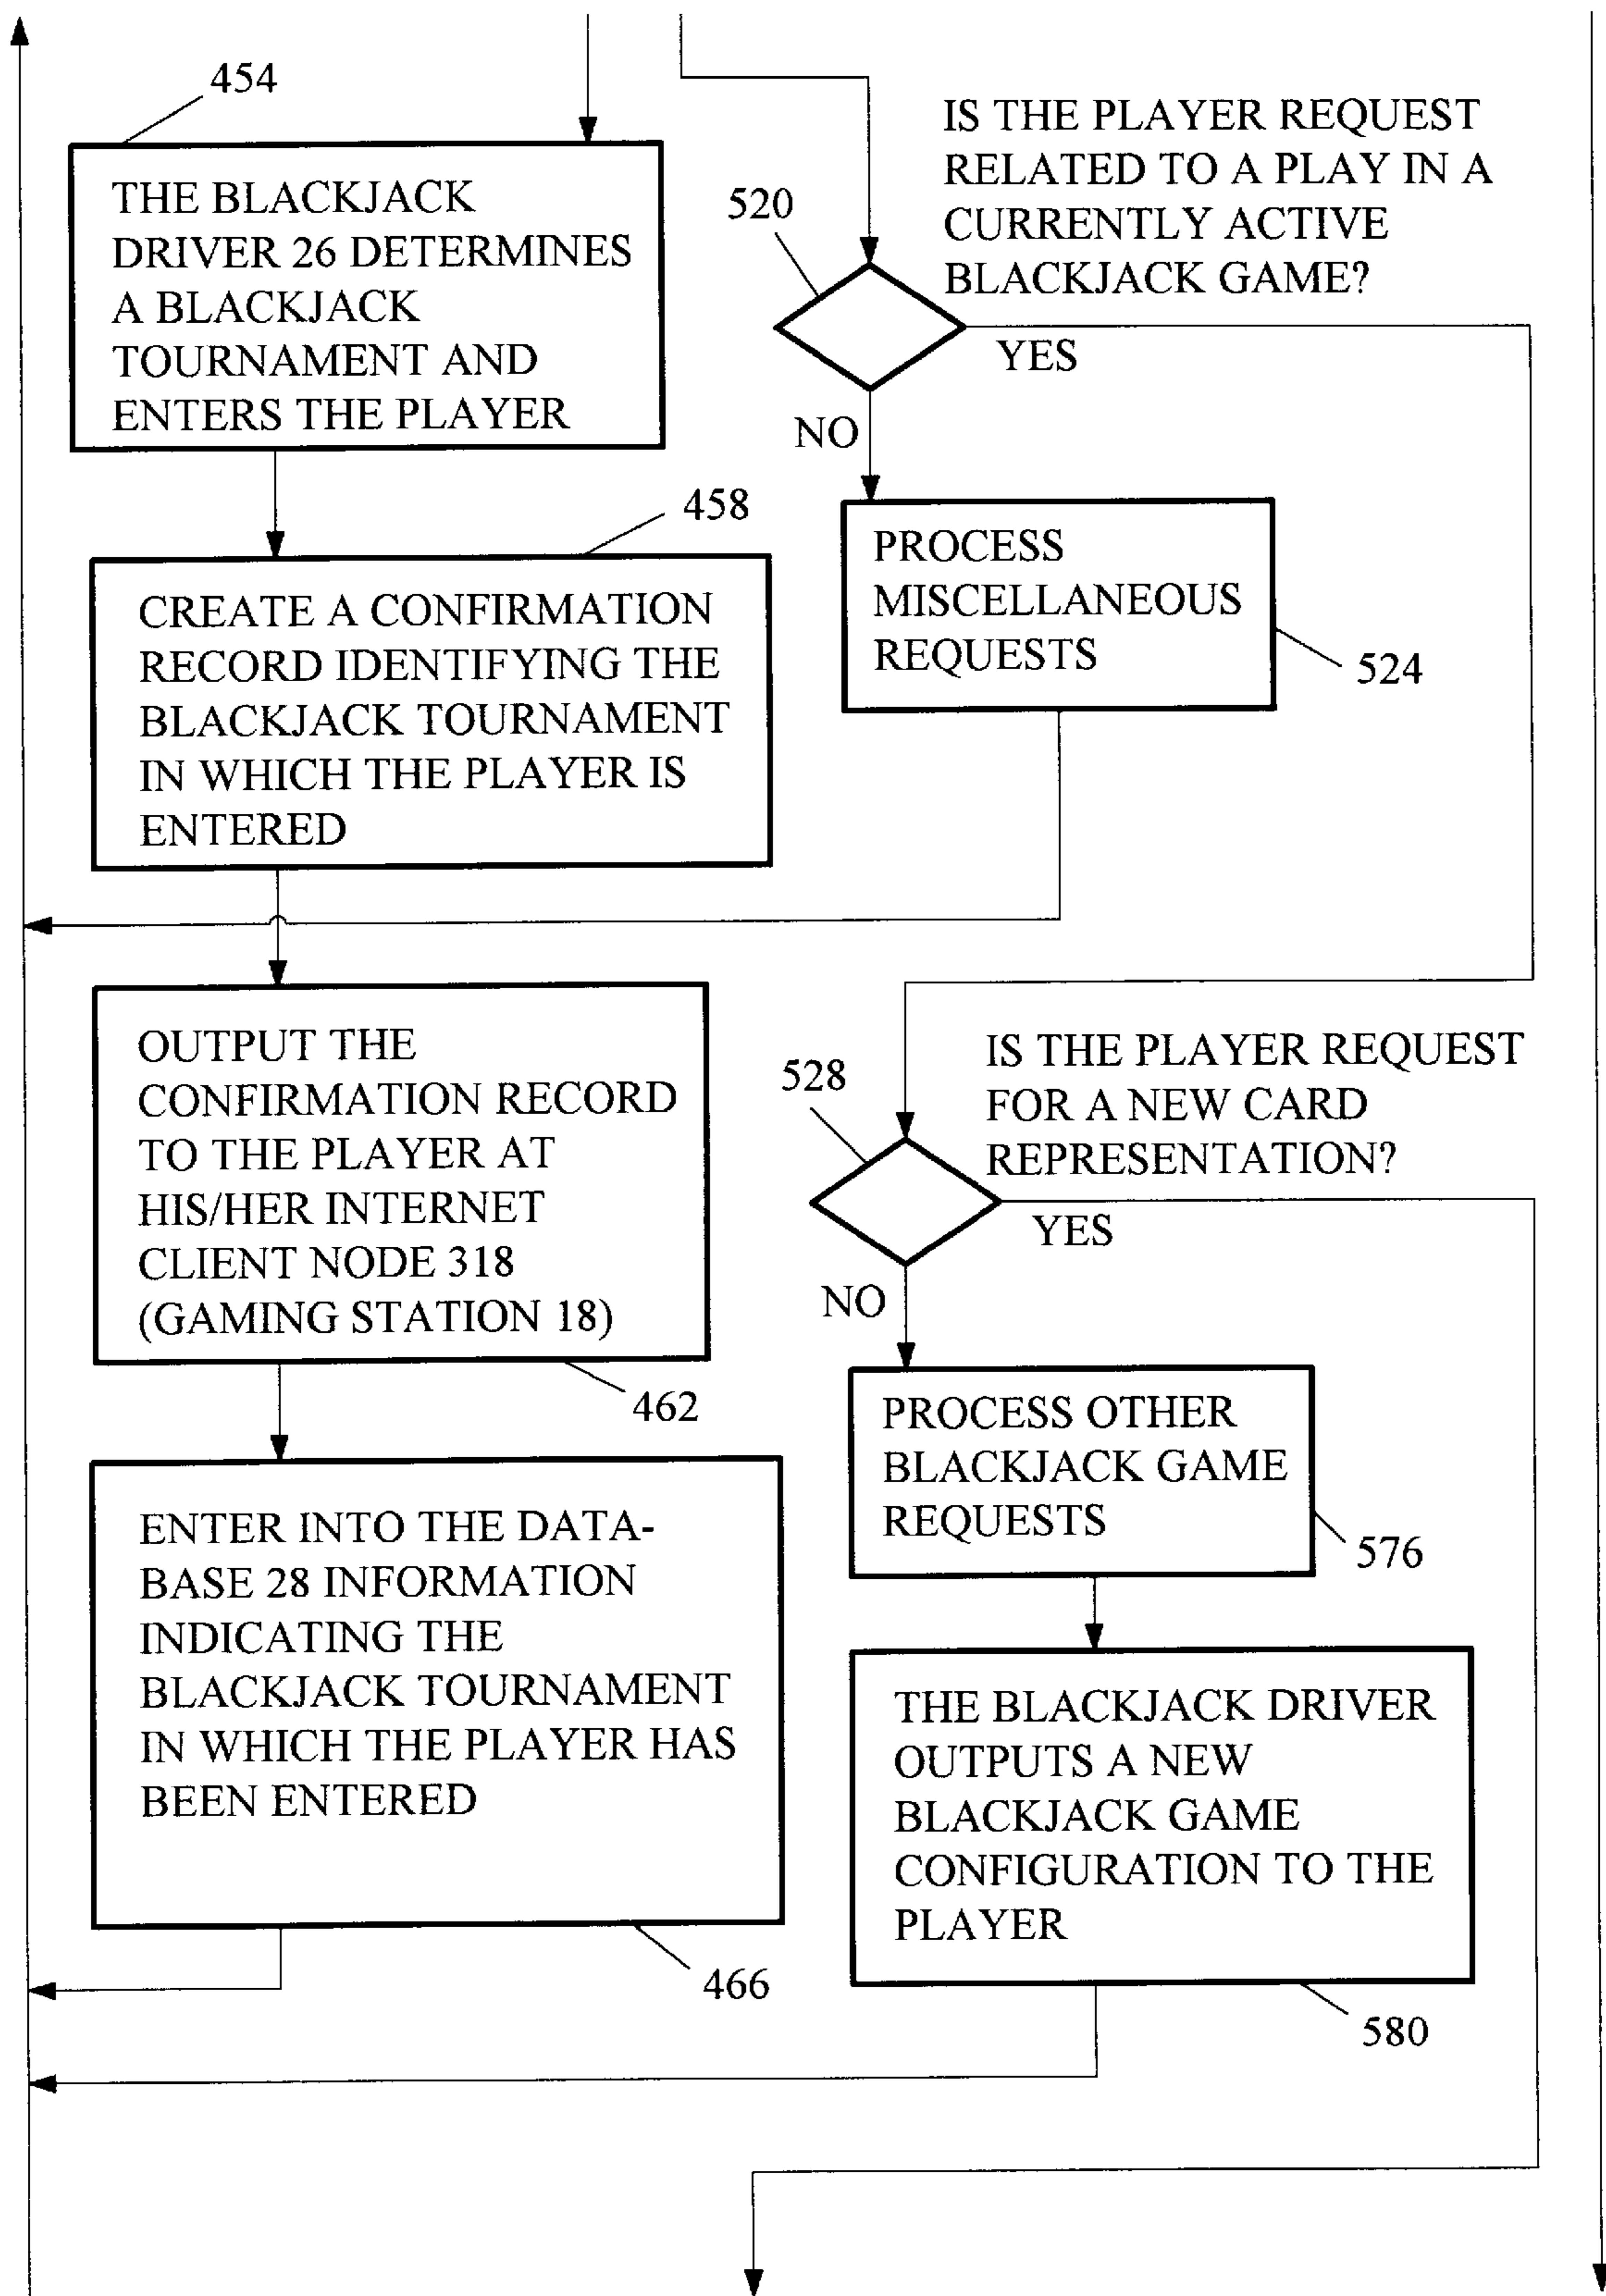 454
THE BLACKJACK
DRIVER 26 DETERMINES
A BLACKJACK
TOURNAMENT AND
ENTERS THE PLAYER
458
CREATE A CONFIRMATION
RECORD IDENTIFYING THE
BLACKJACK TOURNAMENT
IN WHICH THE PLAYER IS
ENTERED
OUTPUT THE
CONFIRMATION RECORD
TO THE PLAYER AT
HIS/HER INTERNET
CLIENT NODE 318
(GAMING STATION 18)
462
ENTER INTO THE DATA-
BASE 28 INFORMATION
INDICATING THE
BLACKJACK TOURNAMENT
IN WHICH THE PLAYER HAS
BEEN ENTERED
466
IS THE PLAYER REQUEST
RELATED TO A PLAY IN A
CURRENTLY ACTIVE
BLACKJACK GAME?
520
YES
NO
PROCESS
MISCELLANEOUS
REQUESTS
524
IS THE PLAYER REQUEST
FOR A NEW CARD
REPRESENTATION?
528
YES
NO
PROCESS OTHER
BLACKJACK GAME
REQUESTS
576
THE BLACKJACK DRIVER
OUTPUTS A NEW
BLACKJACK GAME
CONFIGURATION TO THE
PLAYER
580